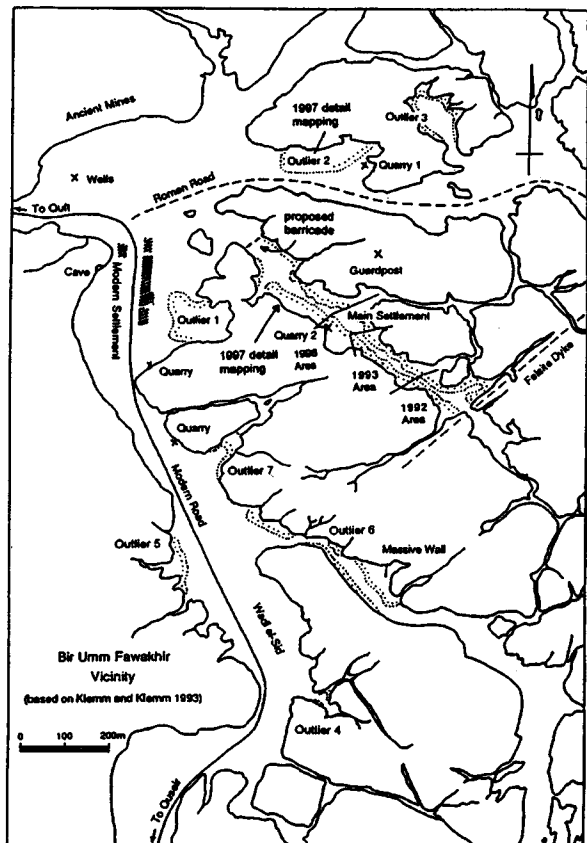 Ancient Mines
1997 detail
mapping
Outlier 3
Outlier 2
Quarry 1
Wells
Roman Road
To Quft
proposed
barricade
Cave
Modern Settlement
Guardpost
Outlier 1
Main Settlement
Quarry 2
1997 detail
mapping
1996
Area
Quarry
1993
Area
Felsite Dyke
1992
Area
Quarry
Modern Road
Outlier 7
Outlier 6
Outlier 5
Massive Wall
Wadi el-Sid
Bir Umm Fawakhir
Vicinity
(based on Klemm and Klemm 1993)
0 100 200m
Outlier 4
To Quseir